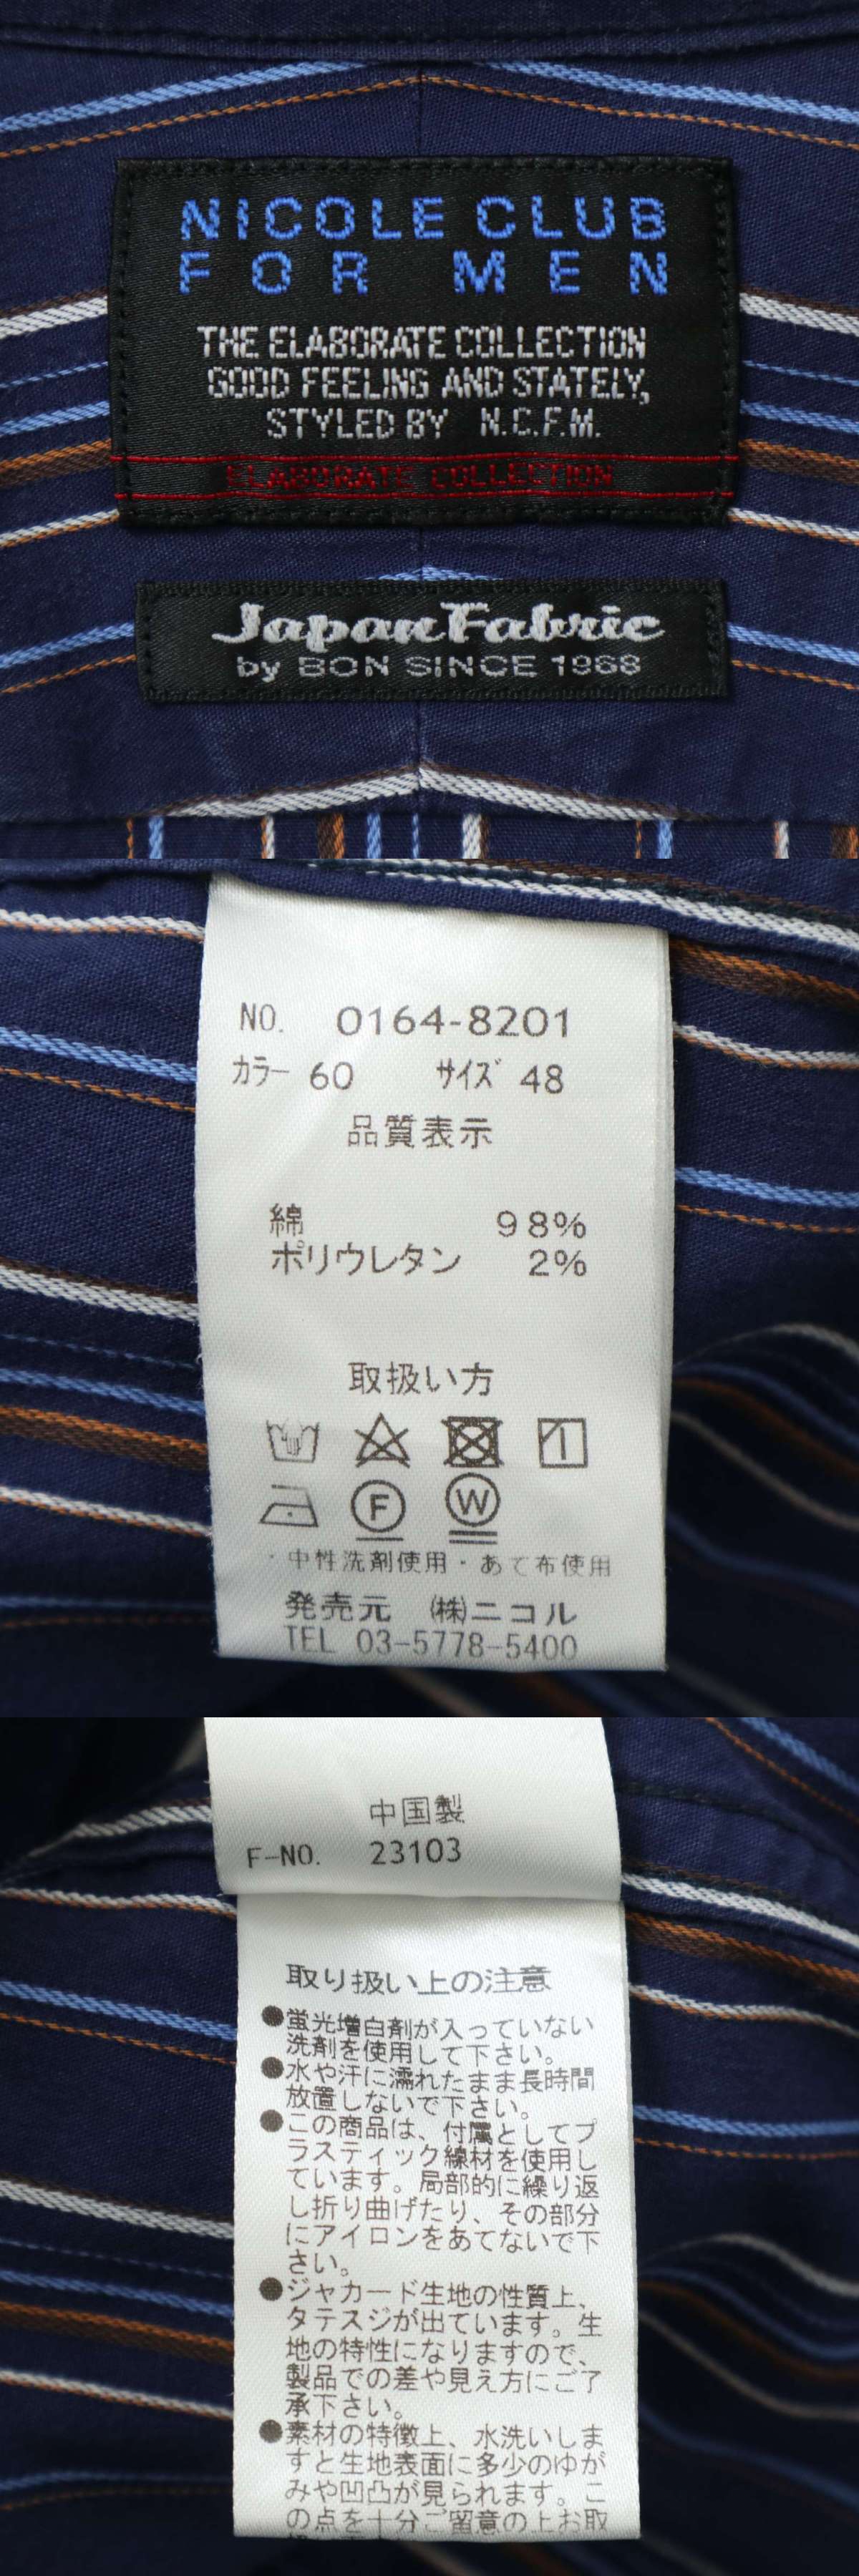 NICOLE CLUB
FOR MEN
THE ELABORATE COLLECTION
GOOD FEELING AND STATELY,
STYLED BY N.C.F.M.
ELABORATE COLLECTION
JapanFabric
by BON SINCE 1968
NO. 0164-8201
カラー 60 サイズ 48
品質表示
綿 98%
ポリウレタン 2%
取扱い方
F W
・中性洗剤使用・あて布使用
発売元 ㈱ニコル
TEL 03-5778-5400
中国製
F-NO. 23103
取り扱い上の注意
●蛍光増白剤が入っていない
洗剤を使用して下さい。
●水や汗に濡れたまま長時間
放置しないで下さい。
●この商品は、付属としてプ
ラスティック線材を使用し
ています。局部的に繰り返
し折り曲げたり、その部分
にアイロンをあてないで下
さい。
●ジャカード生地の性質上、
タテスジが出ています。生
地の特性になりますので、
製品での差や見え方にご了
承下さい。
●素材の特徴上、水洗いしま
すと生地表面に多少のゆが
みや凹凸が見られます。こ
の点を十分ご留意の上お取